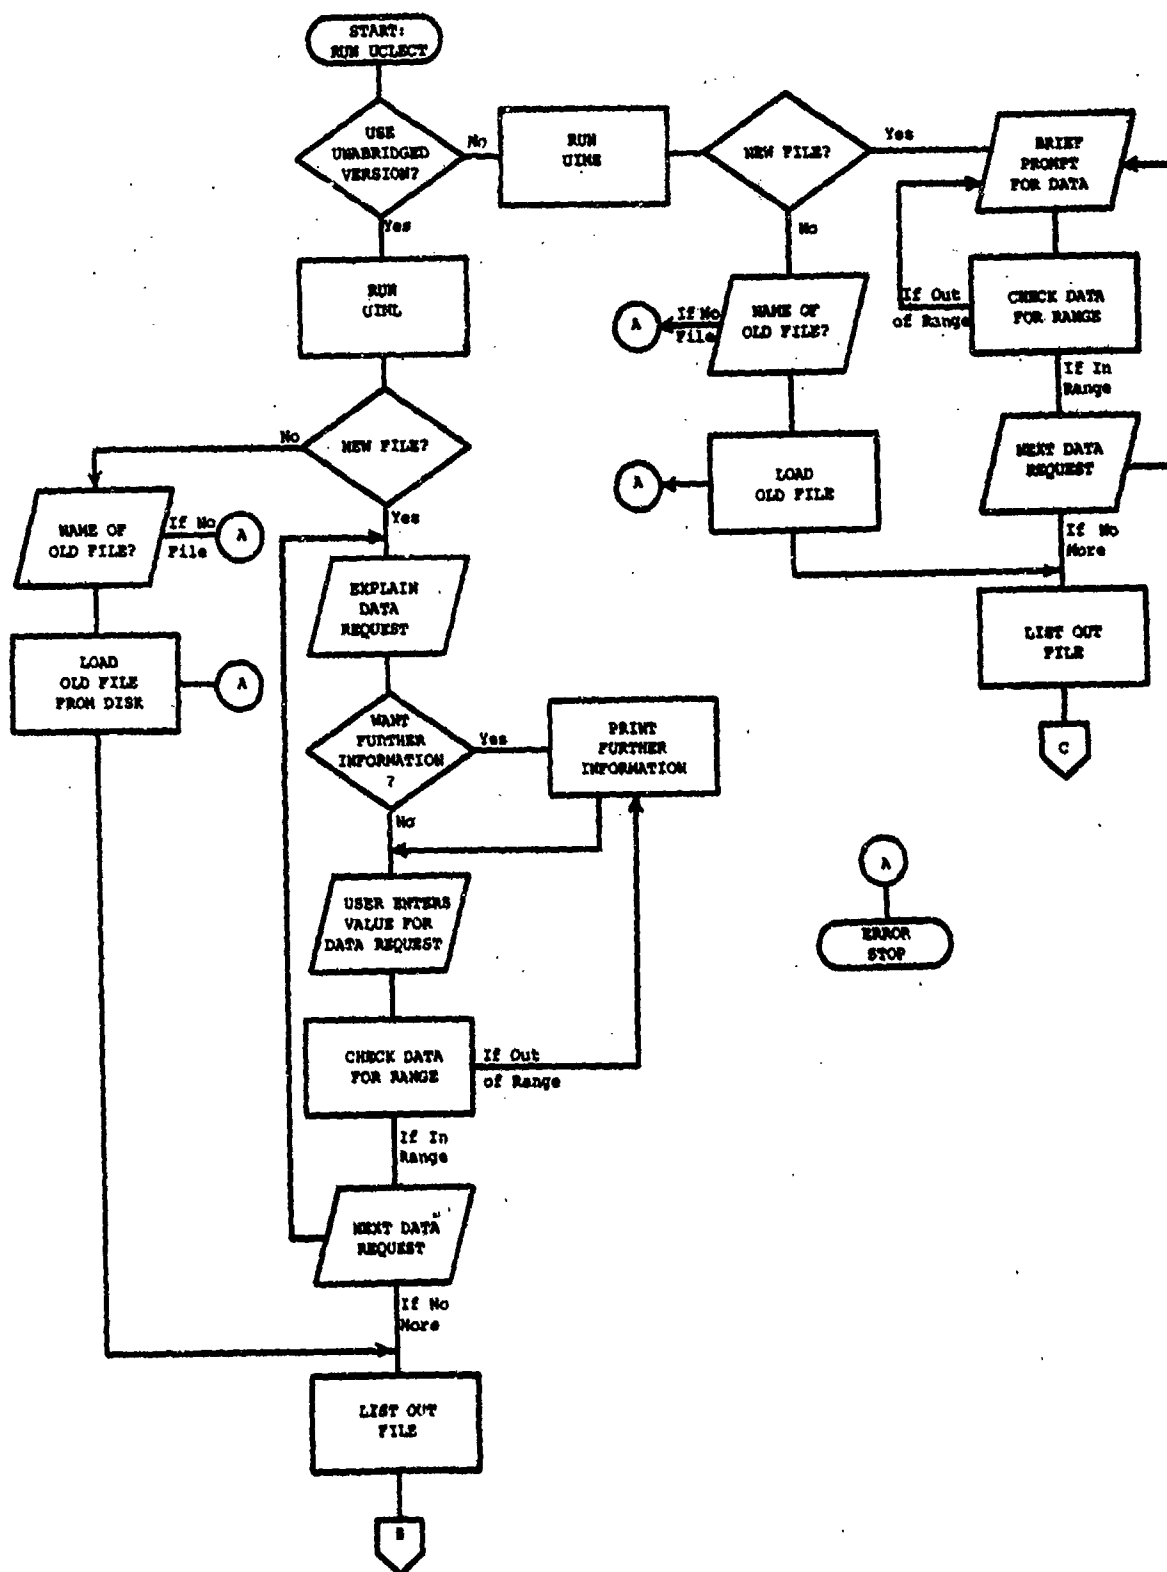 START:
RUN UCLECT
USE
UNABRIDGED
VERSION?
No
Yes
RUN
NEW FILE?
Yes
No
BRIEF
PROMPT
FOR DATA
If Out
of Range
CHECK DATA
FOR RANGE
If In
Range
NEXT DATA
REQUEST
If No
More
LIST OUT
FILE
C
NAME OF
OLD FILE?
If No
File
A
LOAD
OLD FILE
A
RUN
NEW FILE?
No
Yes
NAME OF
OLD FILE?
If No
File
A
LOAD
OLD FILE
FROM DISK
A
EXPLAIN
DATA
REQUEST
WANT
FURTHER
INFORMATION
?
Yes
No
PRINT
FURTHER
INFORMATION
USER ENTERS
VALUE FOR
DATA REQUEST
CHECK DATA
FOR RANGE
If Out
of Range
If In
Range
NEXT DATA
REQUEST
If No
More
LIST OUT
FILE
B
A
ERROR
STOP